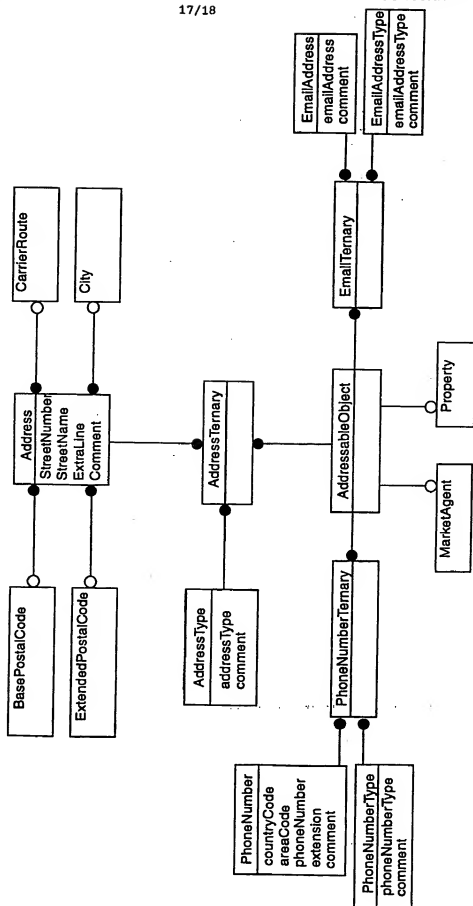 17/18
BasePostalCode
ExtendedPostalCode
Address
StreetNumber
StreetName
ExtraLine
Comment
CarrierRoute
City
AddressType
addressType
comment
AddressTernary
PhoneNumber
countryCode
areaCode
phoneNumber
extension
comment
PhoneNumberType
phoneNumberType
comment
PhoneNumberTernary
AddressableObject
MarketAgent
Property
EmailTernary
EmailAddress
emailAddress
comment
EmailAddressType
emailAddressType
comment